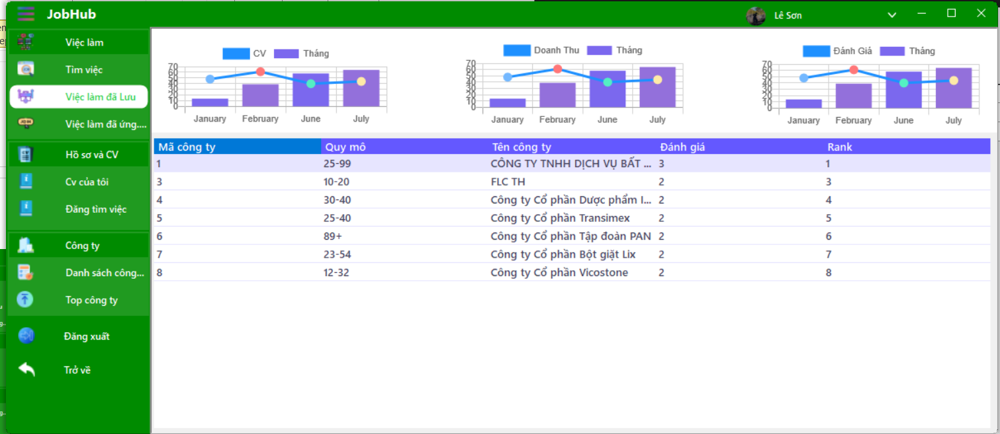 JobHub
Lê Sơn
Việc làm
Tìm việc
Việc làm đã Lưu
Việc làm đã ứng....
Hồ sơ và CV
Cv của tôi
Đăng tìm việc
Công ty
Danh sách công...
Top công ty
Đăng xuất
Trở về
CV Tháng
70
60
50
40
30
20
10
0
January February June July
Doanh Thu Tháng
70
60
50
40
30
20
10
0
January February June July
Đánh Giá Tháng
70
60
50
40
30
20
10
0
January February June July
Mã công ty Quy mô Tên công ty Đánh giá Rank
1 25-99 CÔNG TY TNHH DỊCH VỤ BẤT ... 3 1
3 10-20 FLC TH 2 3
4 30-40 Công ty Cổ phần Dược phẩm I... 2 4
5 25-40 Công ty Cổ phần Transimex 2 5
6 89+ Công ty Cổ phần Tập đoàn PAN 2 6
7 23-54 Công ty Cổ phần Bột giặt Lix 2 7
8 12-32 Công ty Cổ phần Vicostone 2 8